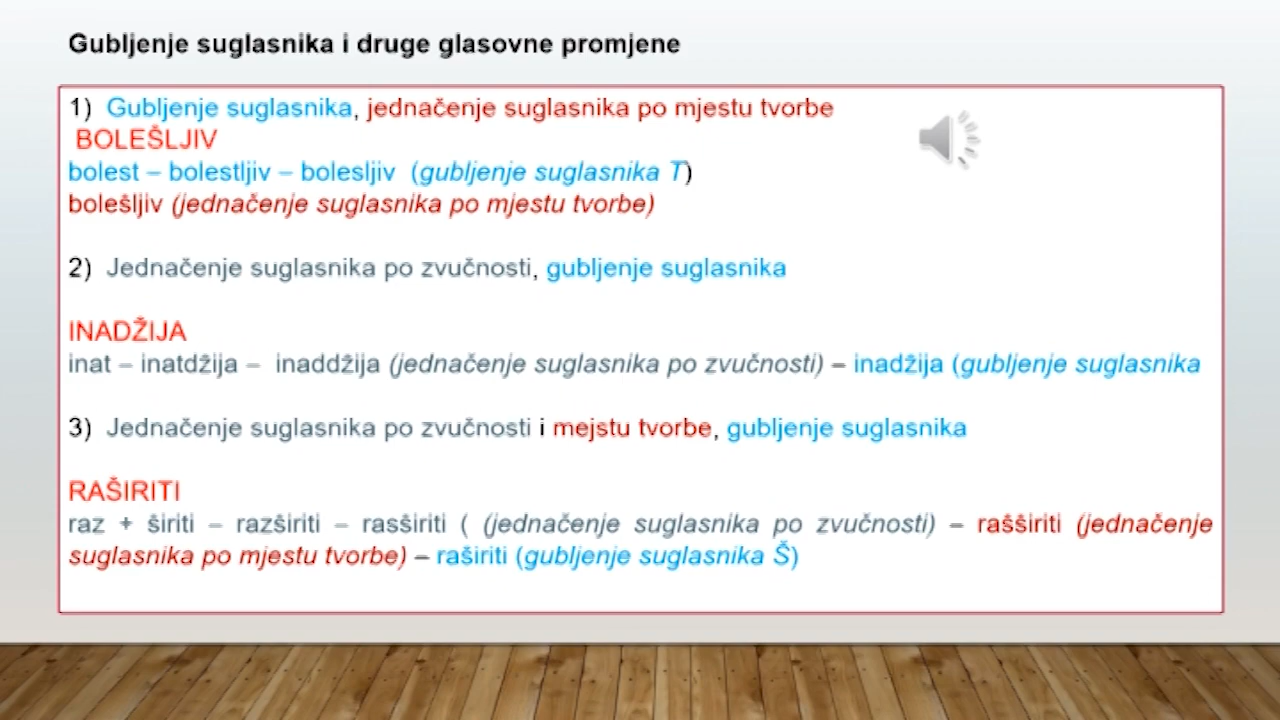 Gubljenje suglasnika i druge glasovne promjene
1) Gubljenje suglasnika, jednačenje suglasnika po mjestu tvorbe
BOLEŠLJIV
bolest – bolestljiv – bolesljiv (gubljenje suglasnika T)
bolešljiv (jednačenje suglasnika po mjestu tvorbe)
2) Jednačenje suglasnika po zvučnosti, gubljenje suglasnika
INADŽIJA
inat – inatdžija – inaddžija (jednačenje suglasnika po zvučnosti) – inadžija (gubljenje suglasnika
3) Jednačenje suglasnika po zvučnosti i mejstu tvorbe, gubljenje suglasnika
RAŠIRITI
raz + širiti – razširiti – rasširiti ( (jednačenje suglasnika po zvučnosti) – rašširiti (jednačenje
suglasnika po mjestu tvorbe) – raširiti (gubljenje suglasnika Š)